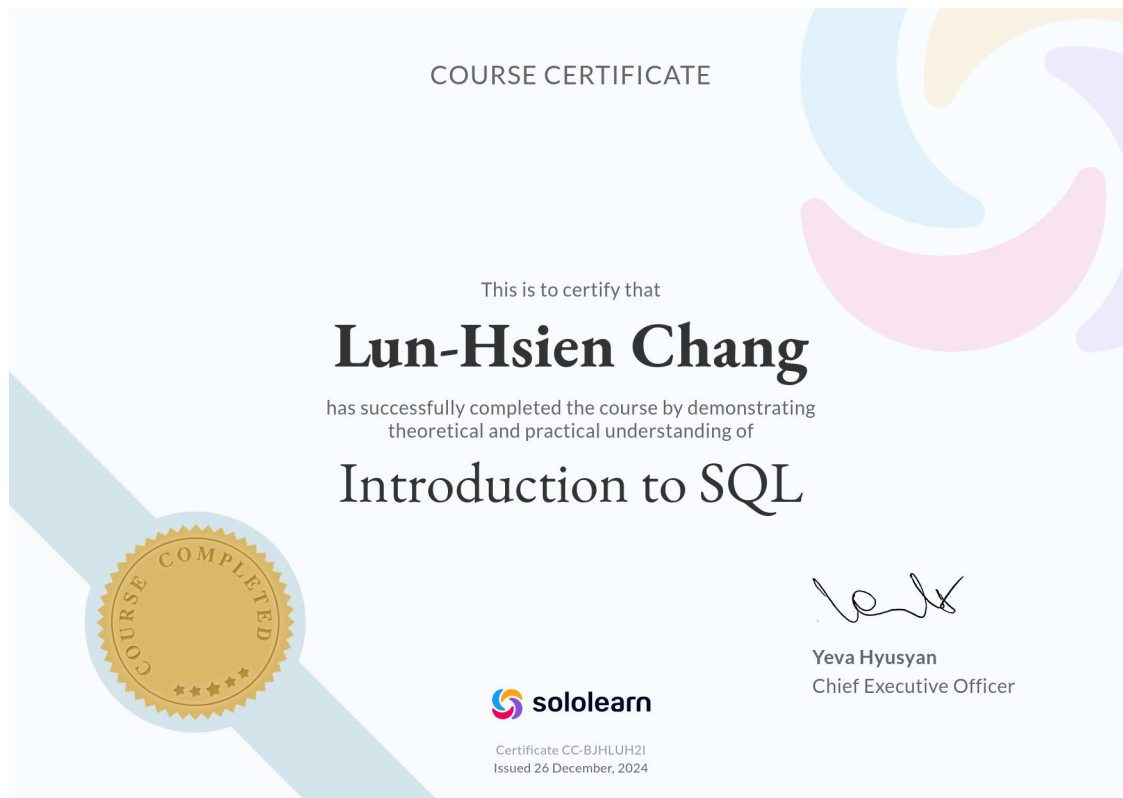 COURSE CERTIFICATE
This is to certify that
Lun-Hsien Chang
has successfully completed the course by demonstrating
theoretical and practical understanding of
Introduction to SQL
COURSE COMPLETED
Yeva Hyusyan
Chief Executive Officer
sololearn
Certificate CC-BJHLUH2I
Issued 26 December, 2024